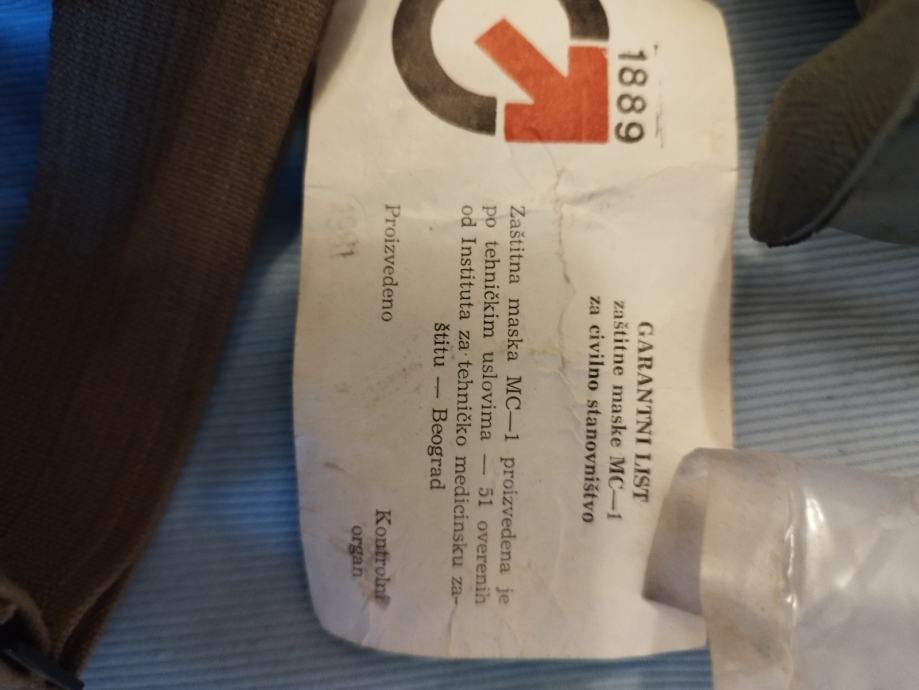 1889
GARANTNI LIST
zaštitne maske MC—1
za civilno stanovništvo
Zaštitna maska MC—1 proizvedena je
po tehničkim uslovima — 51 overenih
od Instituta za tehničko medicinsku za-
štitu — Beograd
Proizvedeno
Kontrolni
organ